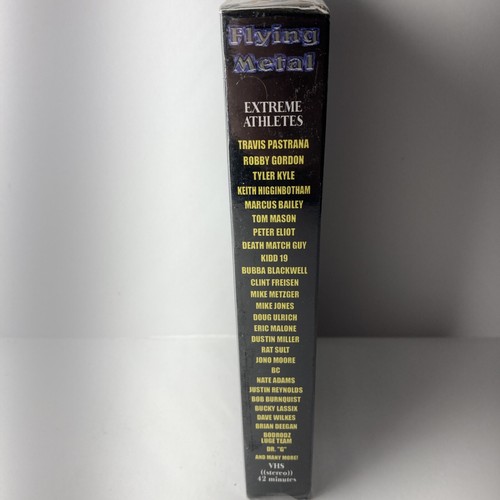 Flying
Metal
EXTREME
ATHLETES
TRAVIS PASTRANA
ROBBY GORDON
TYLER KYLE
KEITH HIGGINBOTHAM
MARCUS BAILEY
TOM MASON
PETER ELIOT
DEATH MATCH GUY
KIDD 19
BUBBA BLACKWELL
CLINT FREISEN
MIKE METZGER
MIKE JONES
DOUG ULRICH
ERIC MALONE
DUSTIN MILLER
RAT SULT
JONO MOORE
BC
NATE ADAMS
JUSTIN REYNOLDS
BOB BURNQUIST
BUCKY LASSIX
DAVE WILKES
BRIAN DEEGAN
BODRODZ
LUGE TEAM
DR. "G"
AND MANY MORE!
VHS
((stereo))
42 minutes